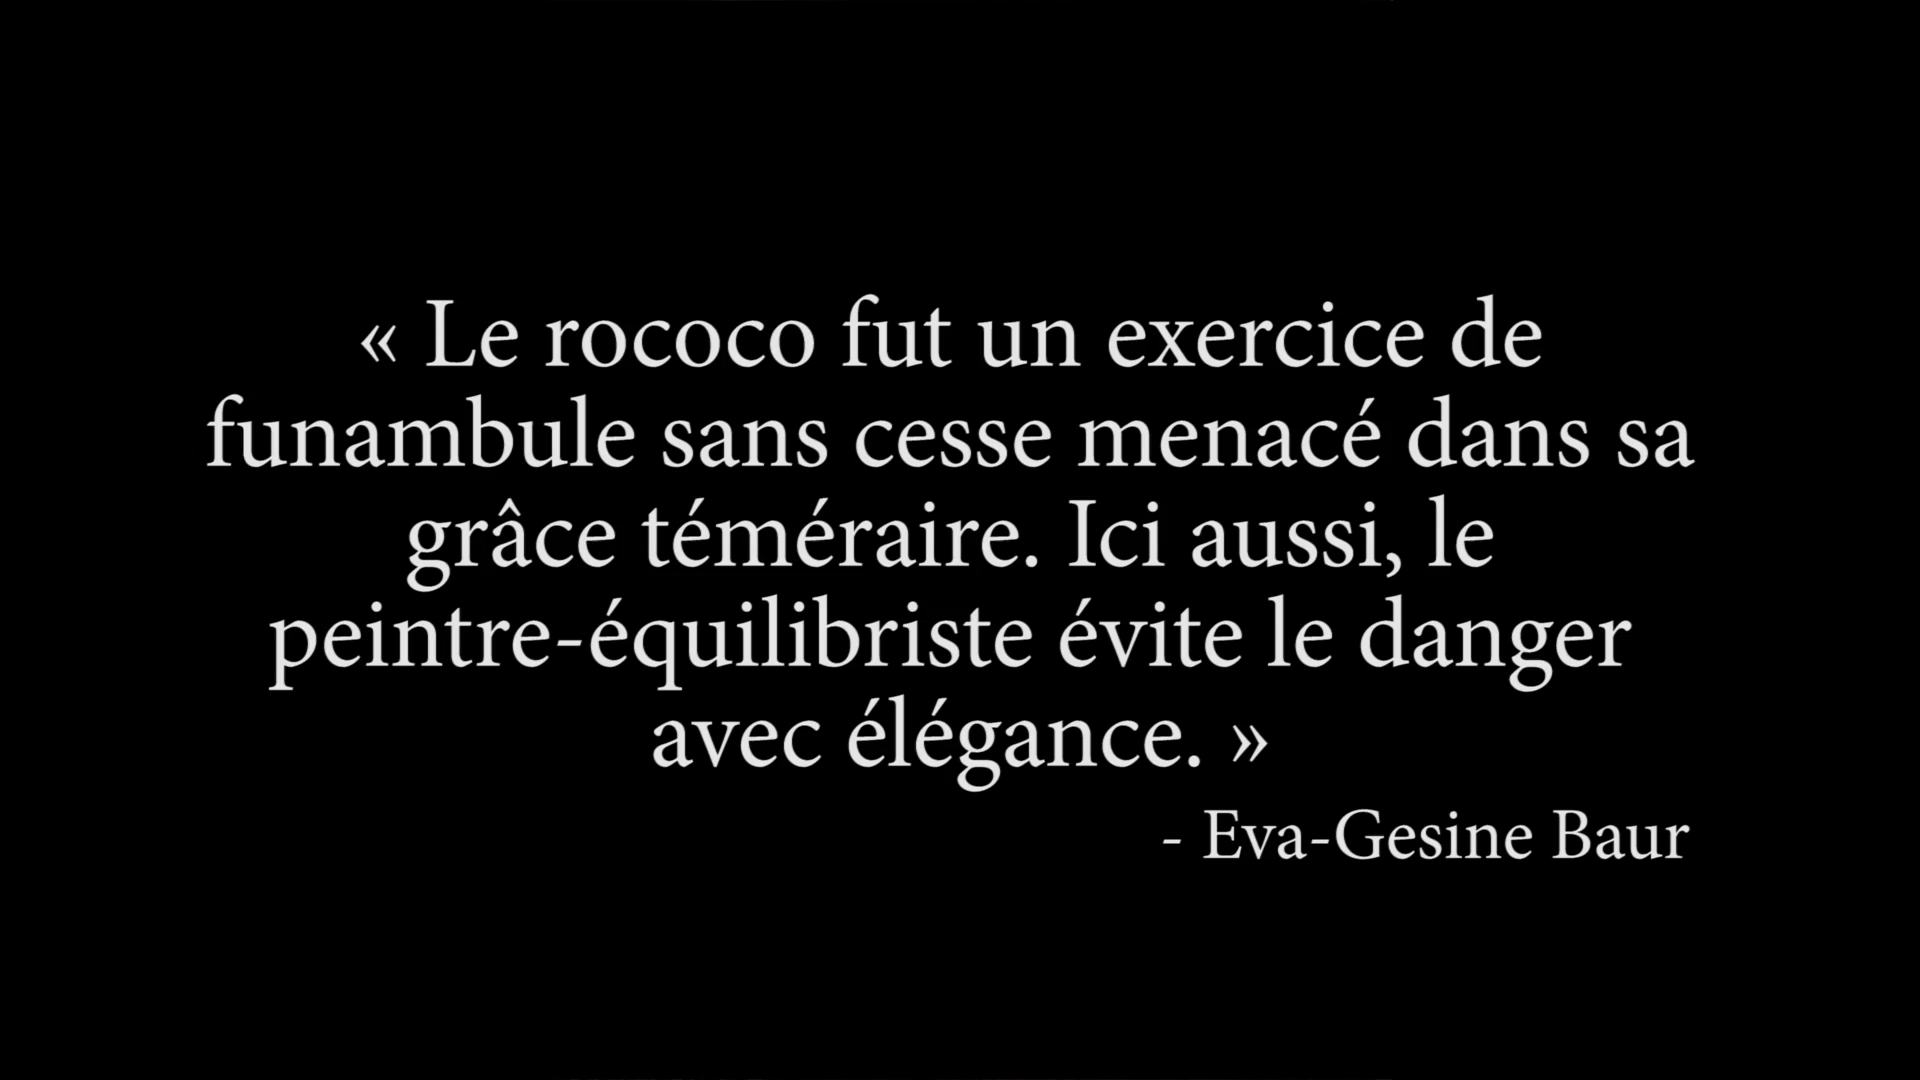 « Le rococo fut un exercice de
funambule sans cesse menacé dans sa
grâce téméraire. Ici aussi, le
peintre-équilibriste évite le danger
avec élégance. »
- Eva-Gesine Baur